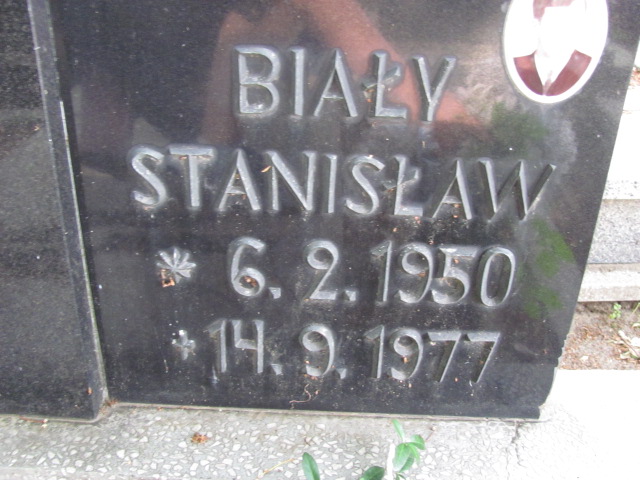 BIAŁY
STANISŁAW
* 6. 2. 1950
+ 14. 9. 1977